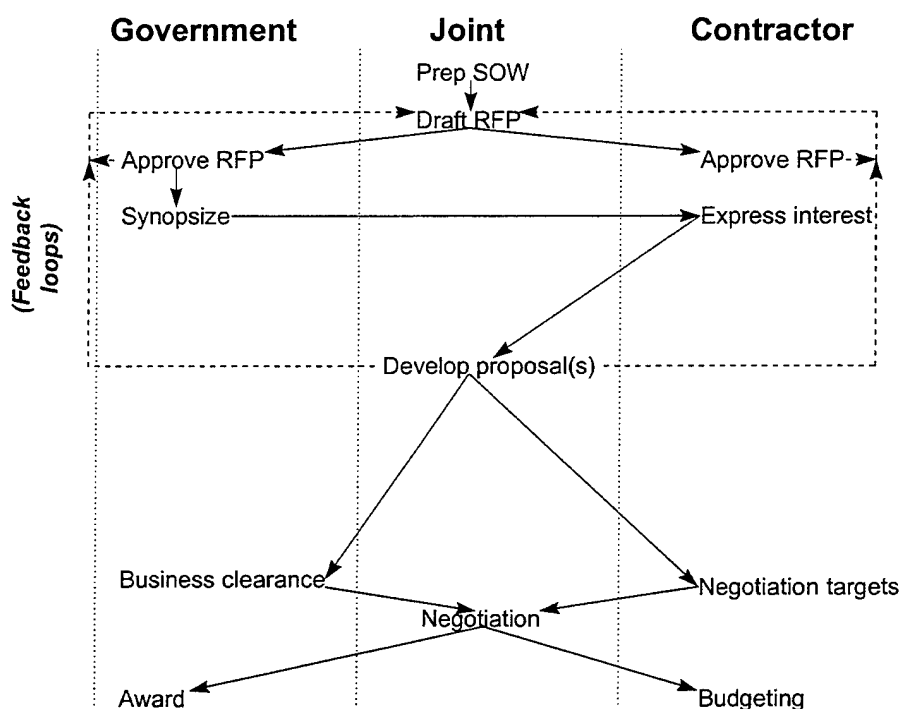 Government Joint Contractor
Prep SOW
Draft RFP
Approve RFP Approve RFP
Synopsize Express interest
(Feedback
loops)
Develop proposal(s)
Business clearance Negotiation targets
Negotiation
Award Budgeting